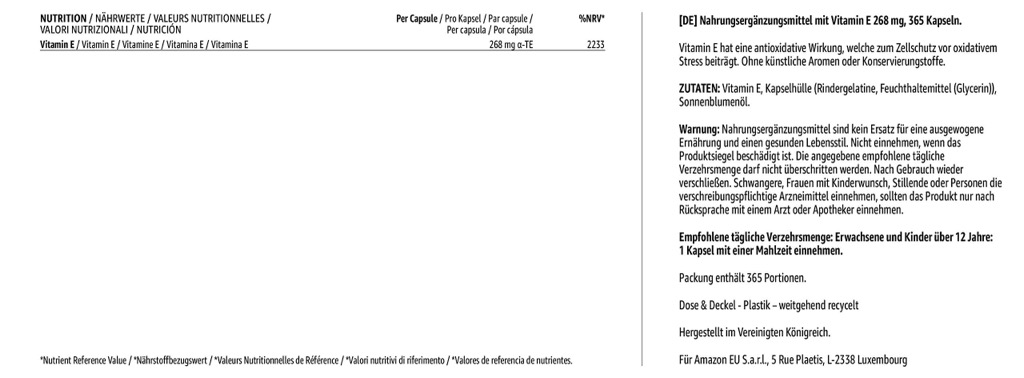 NUTRITION / NÄHRWERTE / VALEURS NUTRITIONNELLES /
VALORI NUTRIZIONALI / NUTRICIÓN
Per Capsule / Pro Kapsel / Par capsule /
Per capsula / Por cápsula
%NRV*
Vitamin E / Vitamin E / Vitamine E / Vitamina E / Vitamina E 268 mg α-TE 2233
*Nutrient Reference Value / *Nährstoffbezugswert / *Valeurs Nutritionnelles de Référence / *Valori nutritivi di riferimento / *Valores de referencia de nutrientes.
[DE] Nahrungsergänzungsmittel mit Vitamin E 268 mg, 365 Kapseln.
Vitamin E hat eine antioxidative Wirkung, welche zum Zellschutz vor oxidativem
Stress beiträgt. Ohne künstliche Aromen oder Konservierungstoffe.
ZUTATEN: Vitamin E, Kapselhülle (Rindergelatine, Feuchthaltemittel (Glycerin)),
Sonnenblumenöl.
Warnung: Nahrungsergänzungsmittel sind kein Ersatz für eine ausgewogene
Ernährung und einen gesunden Lebensstil. Nicht einnehmen, wenn das
Produktsiegel beschädigt ist. Die angegebene empfohlene tägliche
Verzehrsmenge darf nicht überschritten werden. Nach Gebrauch wieder
verschließen. Schwangere, Frauen mit Kinderwunsch, Stillende oder Personen die
verschreibungspflichtige Arzneimittel einnehmen, sollten das Produkt nur nach
Rücksprache mit einem Arzt oder Apotheker einnehmen.
Empfohlene tägliche Verzehrsmenge: Erwachsene und Kinder über 12 Jahre:
1 Kapsel mit einer Mahlzeit einnehmen.
Packung enthält 365 Portionen.
Dose & Deckel - Plastik – weitgehend recycelt
Hergestellt im Vereinigten Königreich.
Für Amazon EU S.a.r.l., 5 Rue Plaetis, L-2338 Luxembourg